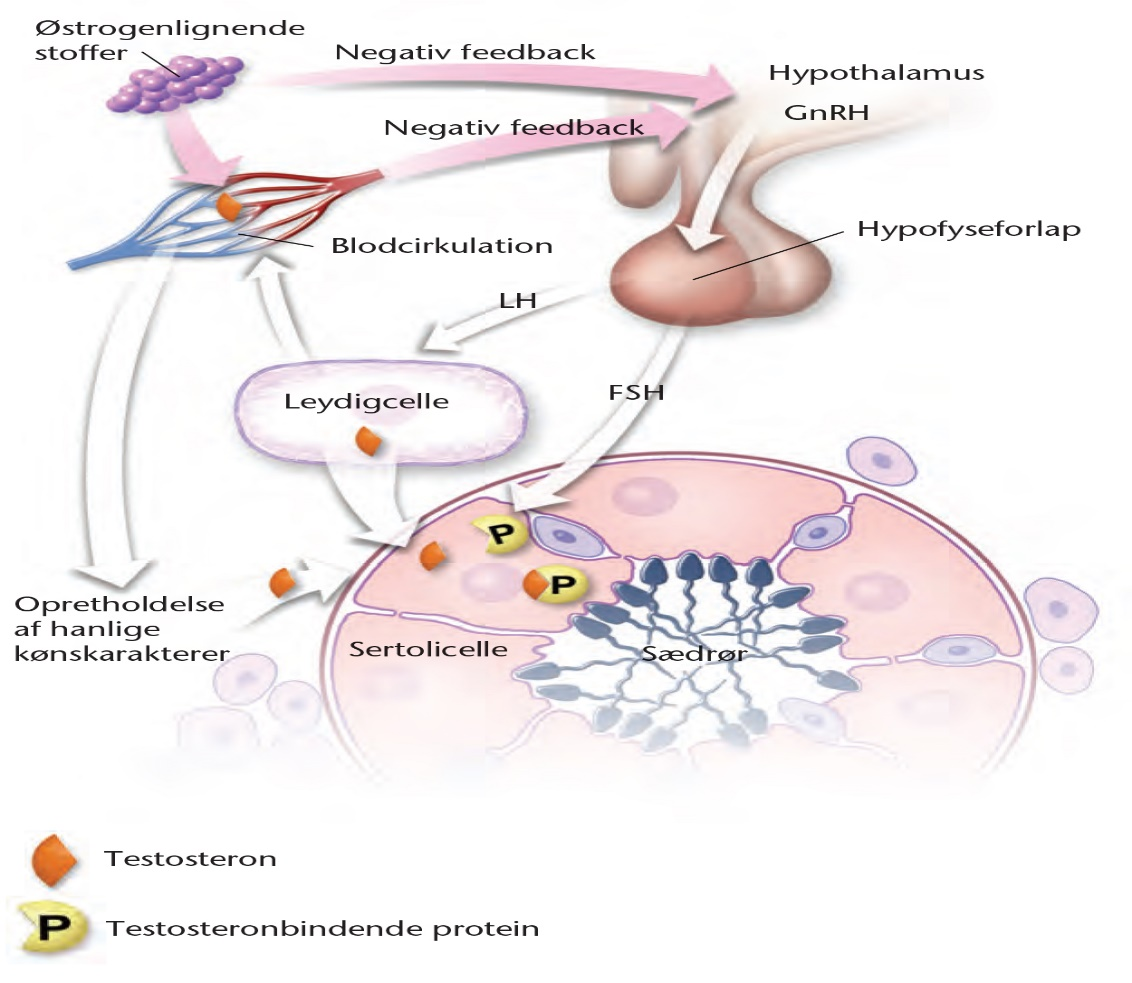 Østrogenlignende
stoffer
Negativ feedback
Hypothalamus
GnRH
Negativ feedback
Hypofyseforlap
Blodcirkulation
LH
Leydigcelle
FSH
P
P
Opretholdelse
af hanlige
kønskarakterer
Sertolicelle
Sædrør
Testosteron
P
Testosteronbindende protein